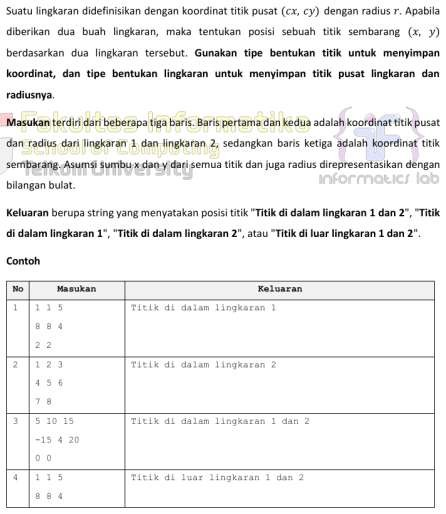 Suatu lingkaran didefinisikan dengan koordinat titik pusat (cx, cy) dengan radius r. Apabila
diberikan dua buah lingkaran, maka tentukan posisi sebuah titik sembarang (x, y)
berdasarkan dua lingkaran tersebut. Gunakan tipe bentukan titik untuk menyimpan
koordinat, dan tipe bentukan lingkaran untuk menyimpan titik pusat lingkaran dan
radiusnya.
Masukan terdiri dari beberapa tiga baris. Baris pertama dan kedua adalah koordinat titik pusat
dan radius dari lingkaran 1 dan lingkaran 2, sedangkan baris ketiga adalah koordinat titik
sembarang. Asumsi sumbu x dan y dari semua titik dan juga radius direpresentasikan dengan
bilangan bulat.
informatics lab
Keluaran berupa string yang menyatakan posisi titik "Titik di dalam lingkaran 1 dan 2", "Titik
di dalam lingkaran 1", "Titik di dalam lingkaran 2", atau "Titik di luar lingkaran 1 dan 2".
Contoh
No Masukan Keluaran
1 1 1 5 Titik di dalam lingkaran 1
8 8 4
2 2
2 1 2 3 Titik di dalam lingkaran 2
4 5 6
7 8
3 5 10 15 Titik di dalam lingkaran 1 dan 2
-15 4 20
0 0
4 1 1 5 Titik di luar lingkaran 1 dan 2
8 8 4